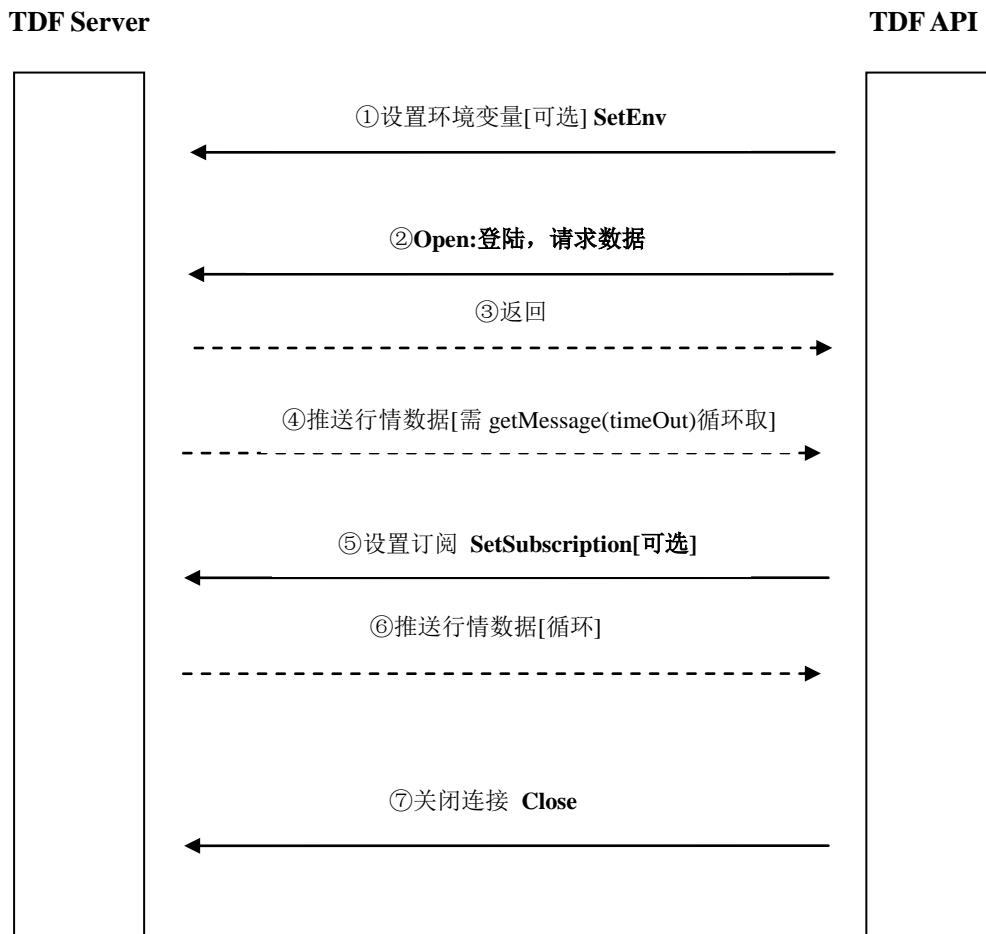 TDF Server
TDF API
①设置环境变量[可选] SetEnv
②Open:登陆，请求数据
③返回
④推送行情数据[需 getMessage(timeOut)循环取]
⑤设置订阅 SetSubscription[可选]
⑥推送行情数据[循环]
⑦关闭连接 Close